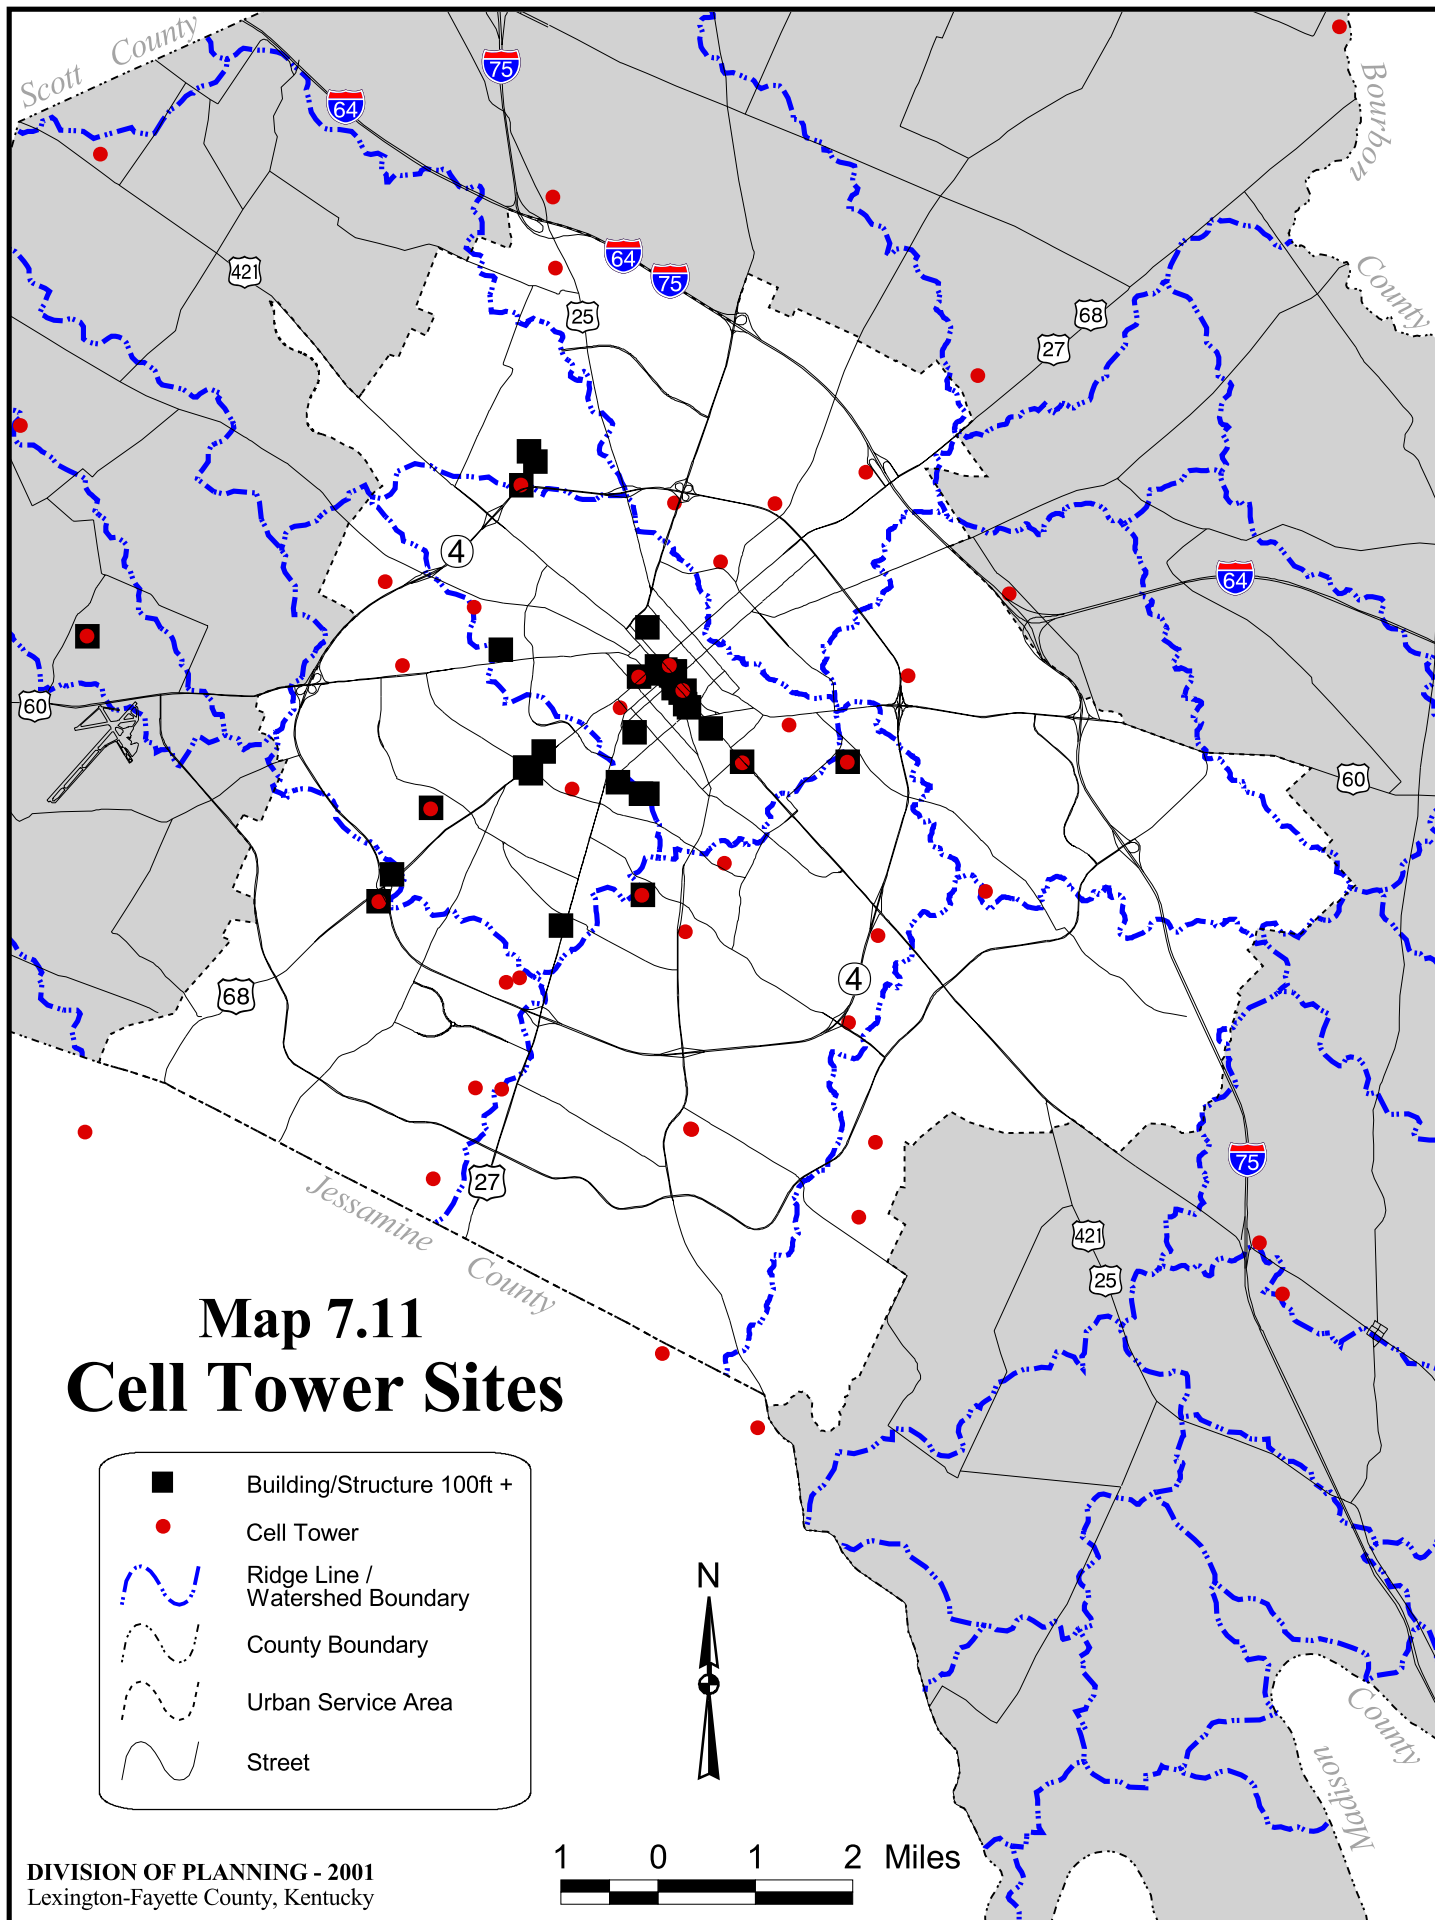 Scott County
75
64
Bourbon
County
421
64
75
25
68
27
4
64
60
60
68
4
27
75
Jessamine County
421
25
Map 7.11
Cell Tower Sites
Building/Structure 100ft +
Cell Tower
Ridge Line /
Watershed Boundary
County Boundary
Urban Service Area
Street
N
Madison
County
1 0 1 2 Miles
DIVISION OF PLANNING - 2001
Lexington-Fayette County, Kentucky